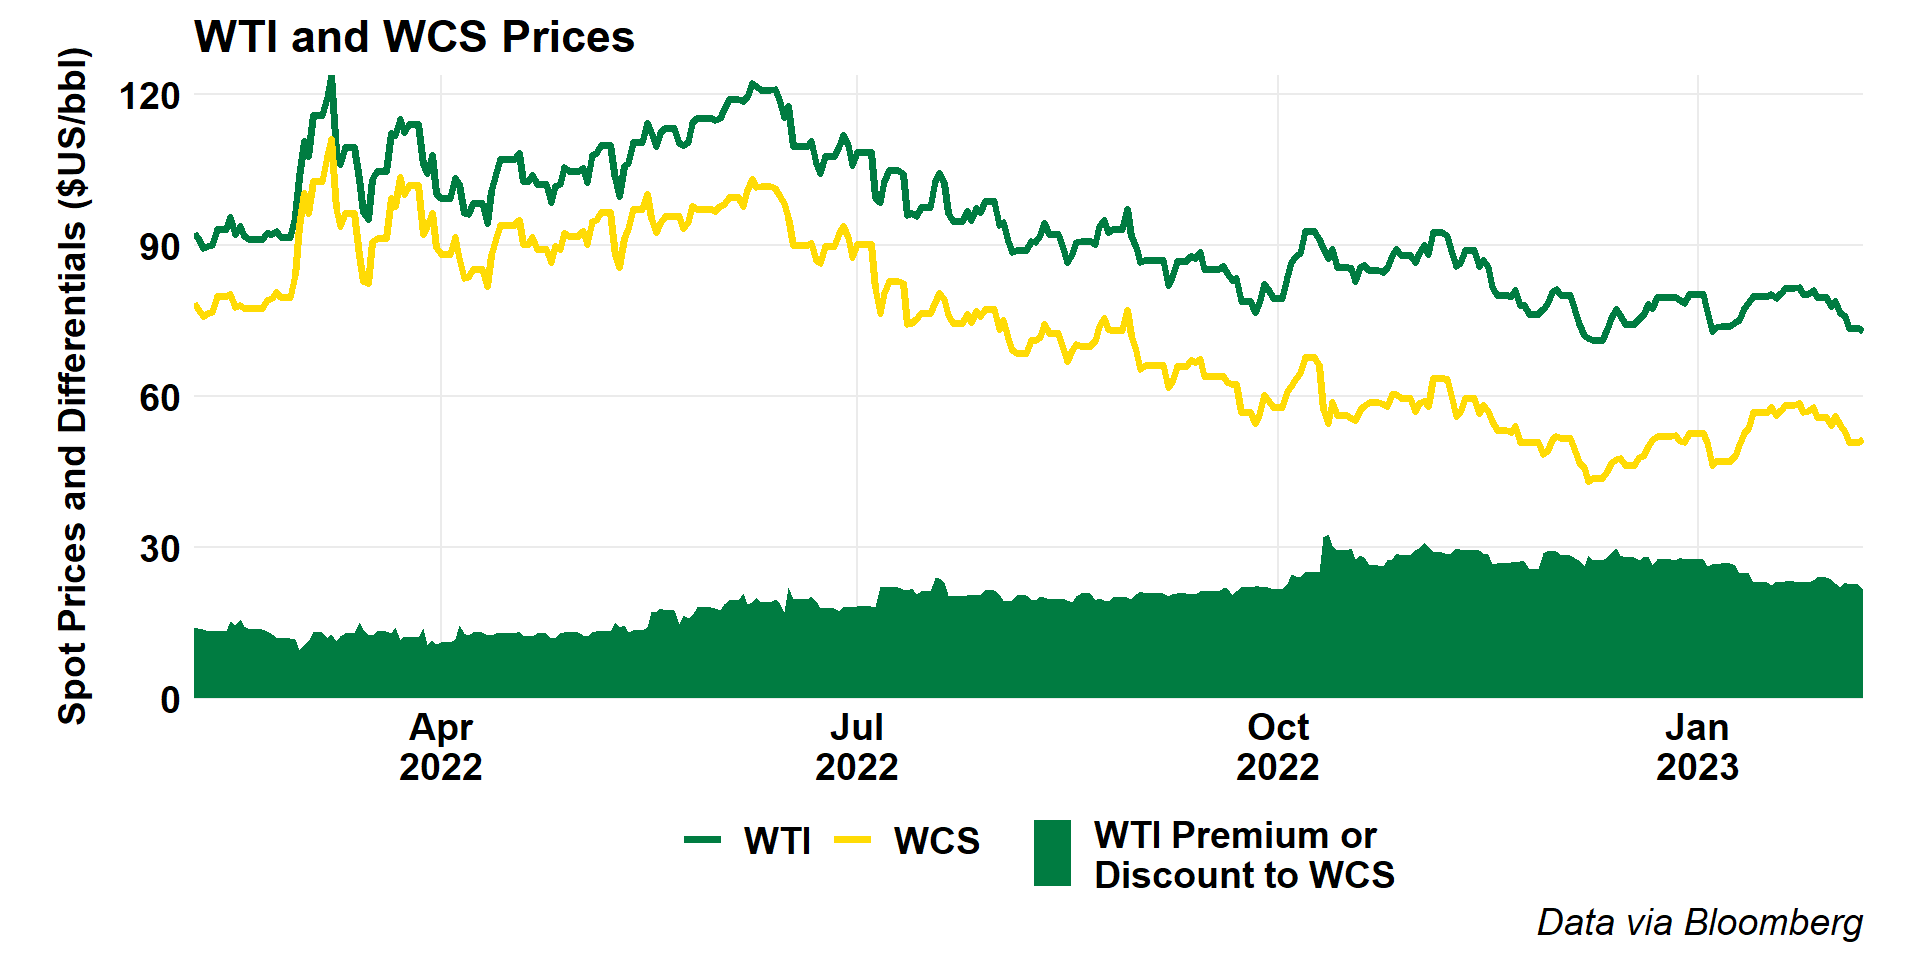 WTI and WCS Prices
Spot Prices and Differentials ($US/bbl)
120
90
60
30
0
Apr
2022
Jul
2022
Oct
2022
Jan
2023
WTI
WCS
WTI Premium or
Discount to WCS
Data via Bloomberg